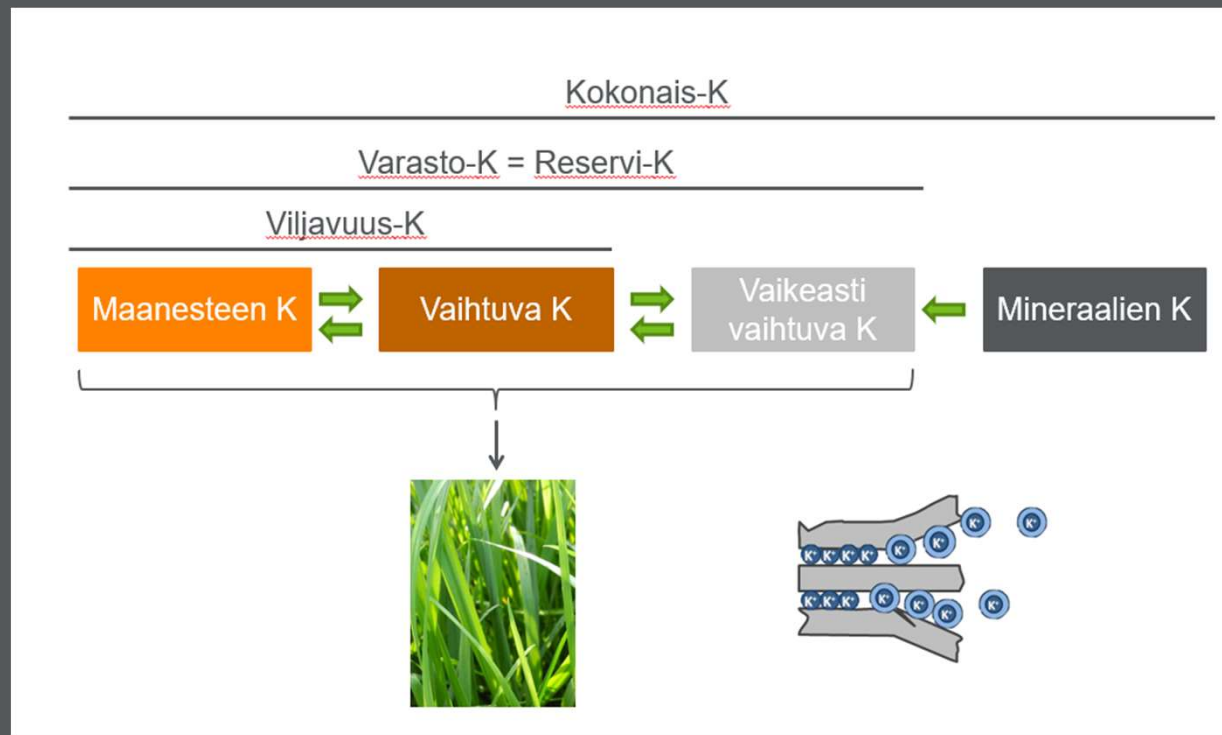 Kokonais-K
Varasto-K = Reservi-K
Viljavuus-K
Maanesteen K
Vaihtuva K
Vaikeasti
vaihtuva K
Mineraalien K
K⁺
K⁺ K⁺
K⁺ K⁺ K⁺ K⁺ K⁺
K⁺ K⁺ K⁺ K⁺ K⁺ K⁺ K⁺